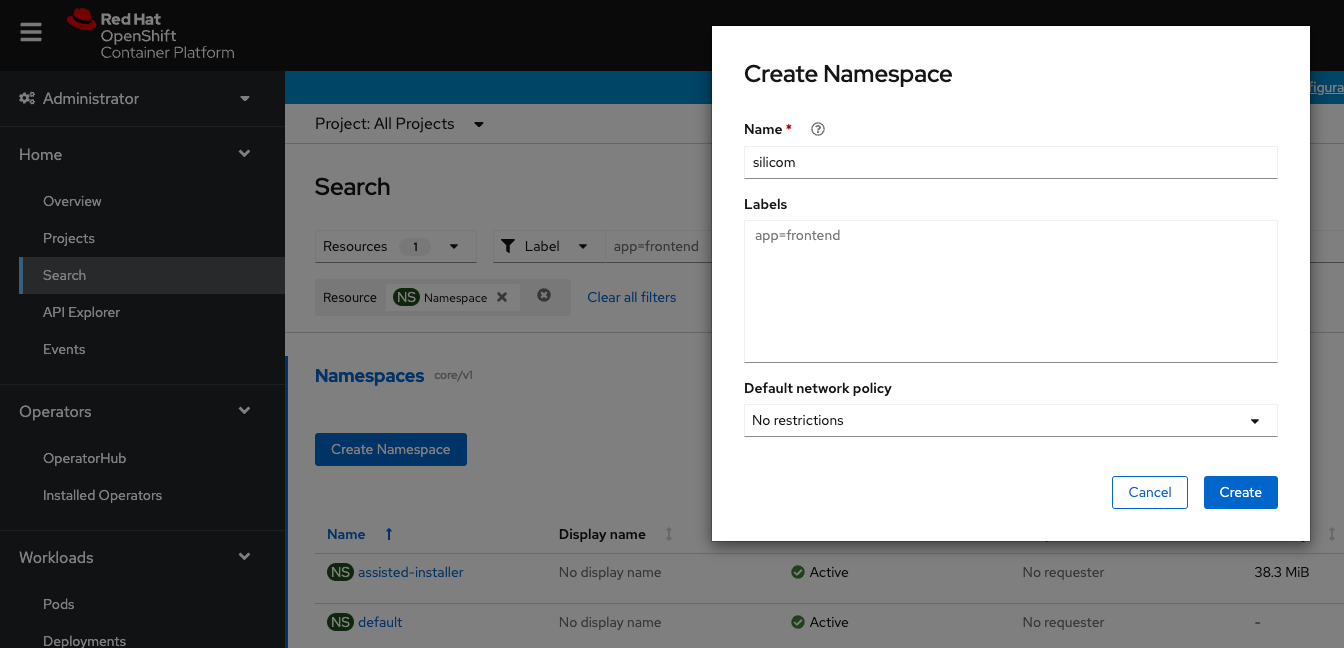 Red Hat
OpenShift
Container Platform
Administrator
Home
Overview
Projects
Search
API Explorer
Events
Operators
OperatorHub
Installed Operators
Workloads
Pods
Deployments
Project: All Projects
Search
Resources 1
Label
app=frontend
Resource NS Namespace
Clear all filters
Namespaces core/v1
Create Namespace
Name Display name
NS assisted-installer No display name Active No requester 38.3 MiB
NS default No display name Active No requester -
Create Namespace
Name *
silicom
Labels
app=frontend
Default network policy
No restrictions
Cancel Create